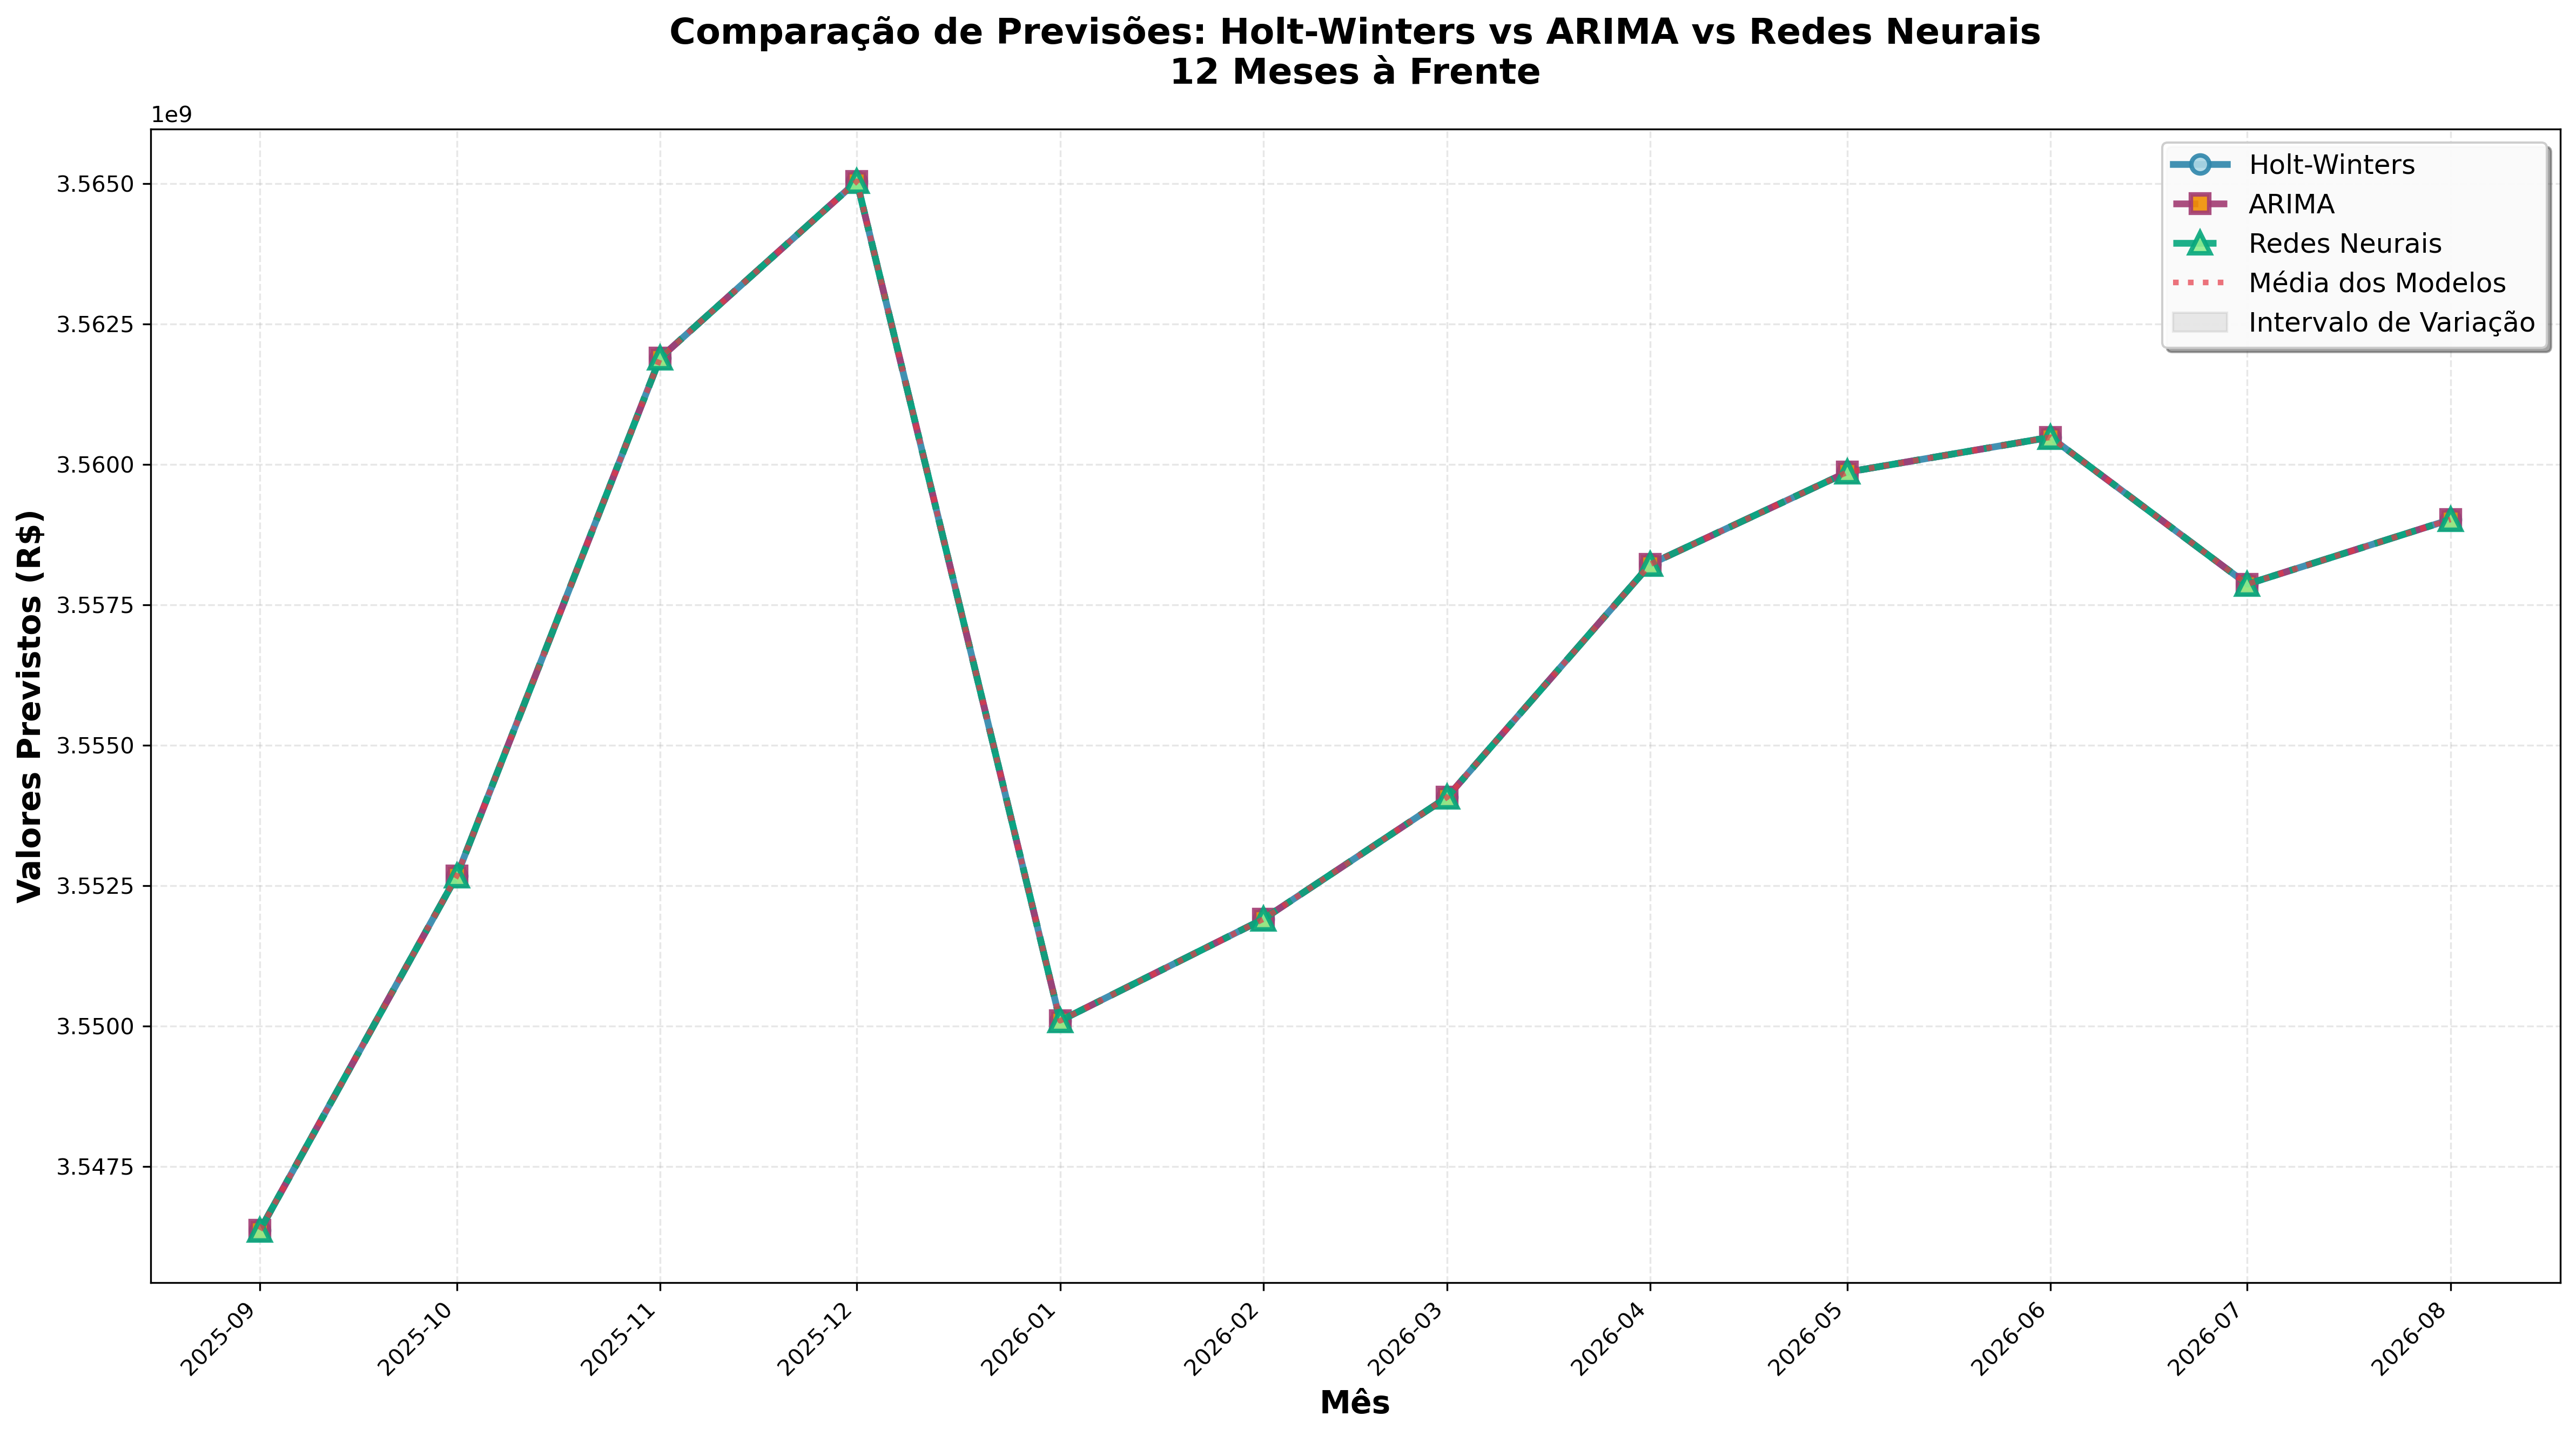 Comparação de Previsões: Holt-Winters vs ARIMA vs Redes Neurais
12 Meses à Frente
1e9
3.5650
3.5625
3.5600
3.5575
3.5550
3.5525
3.5500
3.5475
Valores Previstos (R$)
Holt-Winters
ARIMA
Redes Neurais
Média dos Modelos
Intervalo de Variação
2025-09
2025-10
2025-11
2025-12
2026-01
2026-02
2026-03
2026-04
2026-05
2026-06
2026-07
2026-08
Mês